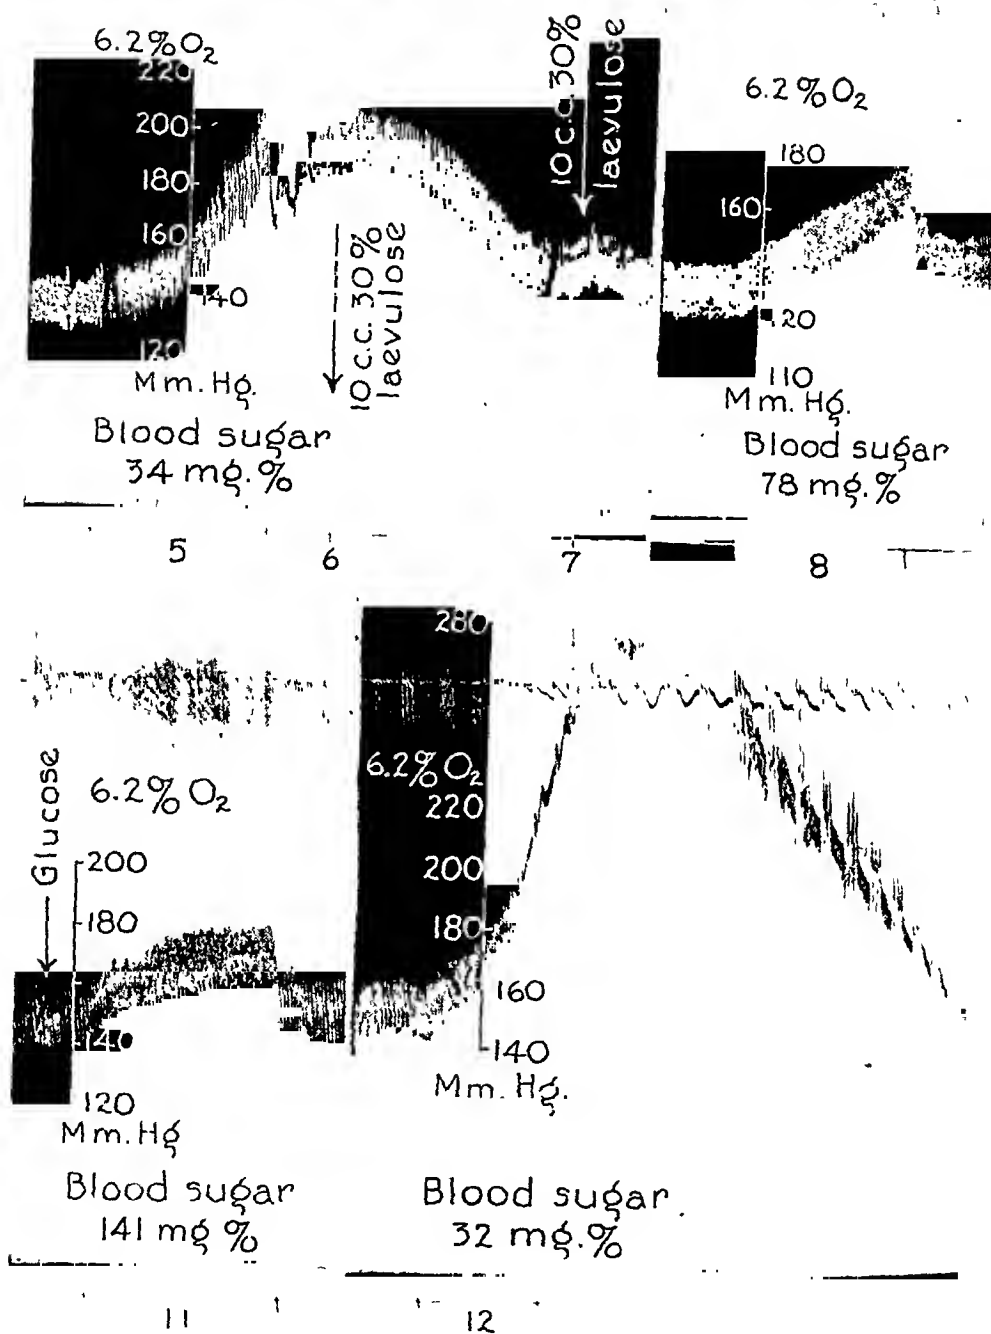 6.2% O2
220
200
180
160
140
120
Mm. Hg.
Blood sugar
34 mg.%
10 c.c. 30%
laevulose
10 c.c. 30%
laevulose
6.2% O2
180
160
120
110
Mm. Hg.
Blood sugar
78 mg.%
5
6
7
8
Glucose
6.2% O2
200
180
140
120
Mm. Hg
Blood sugar
141 mg %
280
6.2% O2
220
200
180
160
140
Mm. Hg.
Blood sugar
32 mg.%
11
12